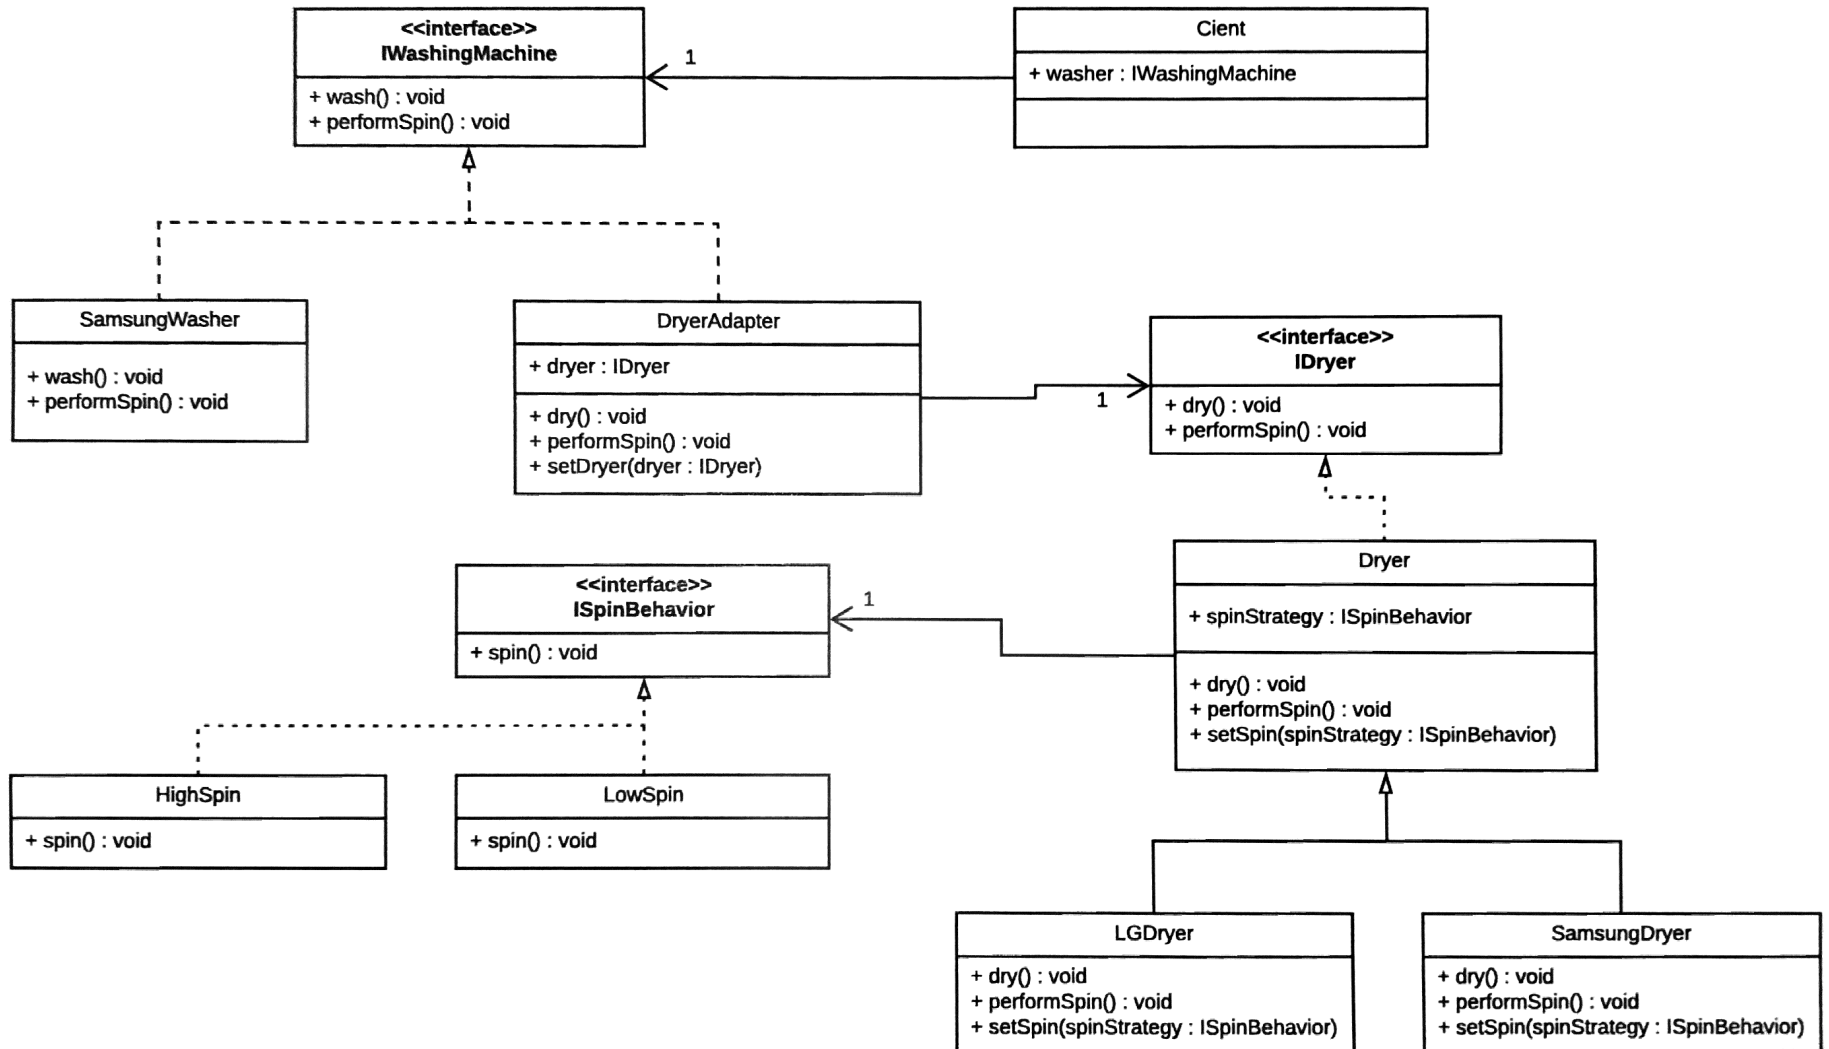 <<interface>>
IWashingMachine
+ wash() : void
+ performSpin() : void
1
Cient
+ washer : IWashingMachine
SamsungWasher
+ wash() : void
+ performSpin() : void
DryerAdapter
+ dryer : IDryer
+ dry() : void
+ performSpin() : void
+ setDryer(dryer : IDryer)
1
<<interface>>
IDryer
+ dry() : void
+ performSpin() : void
<<interface>>
ISpinBehavior
+ spin() : void
1
Dryer
+ spinStrategy : ISpinBehavior
+ dry() : void
+ performSpin() : void
+ setSpin(spinStrategy : ISpinBehavior)
HighSpin
+ spin() : void
LowSpin
+ spin() : void
LGDryer
+ dry() : void
+ performSpin() : void
+ setSpin(spinStrategy : ISpinBehavior)
SamsungDryer
+ dry() : void
+ performSpin() : void
+ setSpin(spinStrategy : ISpinBehavior)